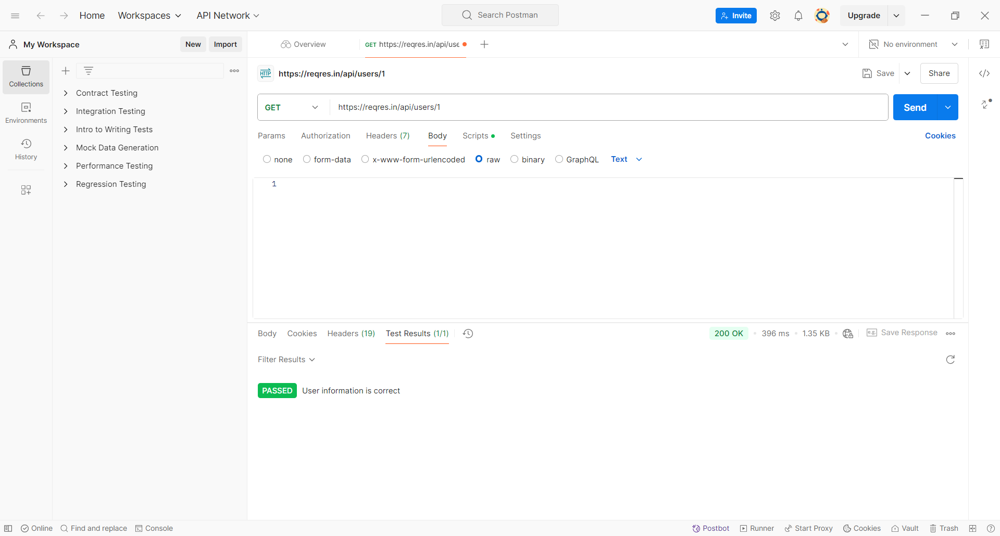 Home Workspaces API Network Search Postman Invite Upgrade
My Workspace New Import Overview GET https://reqres.in/api/use No environment
HTTP https://reqres.in/api/users/1 Save Share
Collections
Environments
History
Contract Testing
Integration Testing
Intro to Writing Tests
Mock Data Generation
Performance Testing
Regression Testing
GET https://reqres.in/api/users/1 Send
Params Authorization Headers (7) Body Scripts Settings Cookies
none form-data x-www-form-urlencoded raw binary GraphQL Text
1
Body Cookies Headers (19) Test Results (1/1) 200 OK 396 ms 1.35 KB e.g. Save Response
Filter Results
PASSED User information is correct
Online Find and replace Console Postbot Runner Start Proxy Cookies Vault Trash